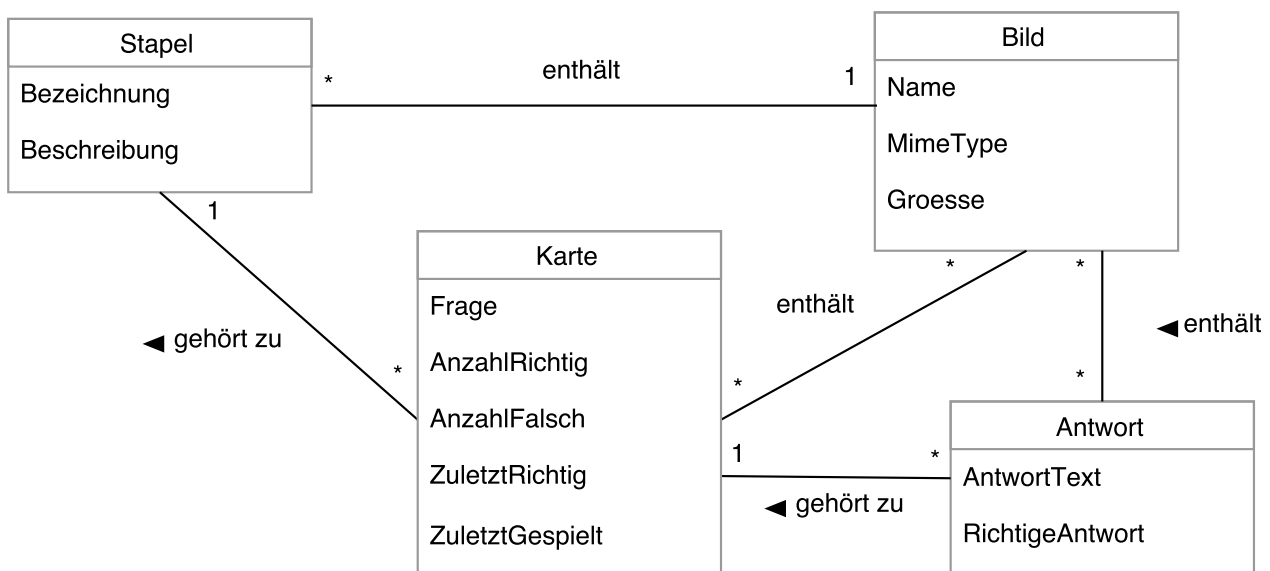 Stapel
Bezeichnung
Beschreibung
* enthält 1
Bild
Name
MimeType
Groesse
1
◄ gehört zu
*
Karte
Frage
AnzahlRichtig
AnzahlFalsch
ZuletztRichtig
ZuletztGespielt
*
enthält
*
*
◄ enthält
*
1 *
◄ gehört zu
Antwort
AntwortText
RichtigeAntwort